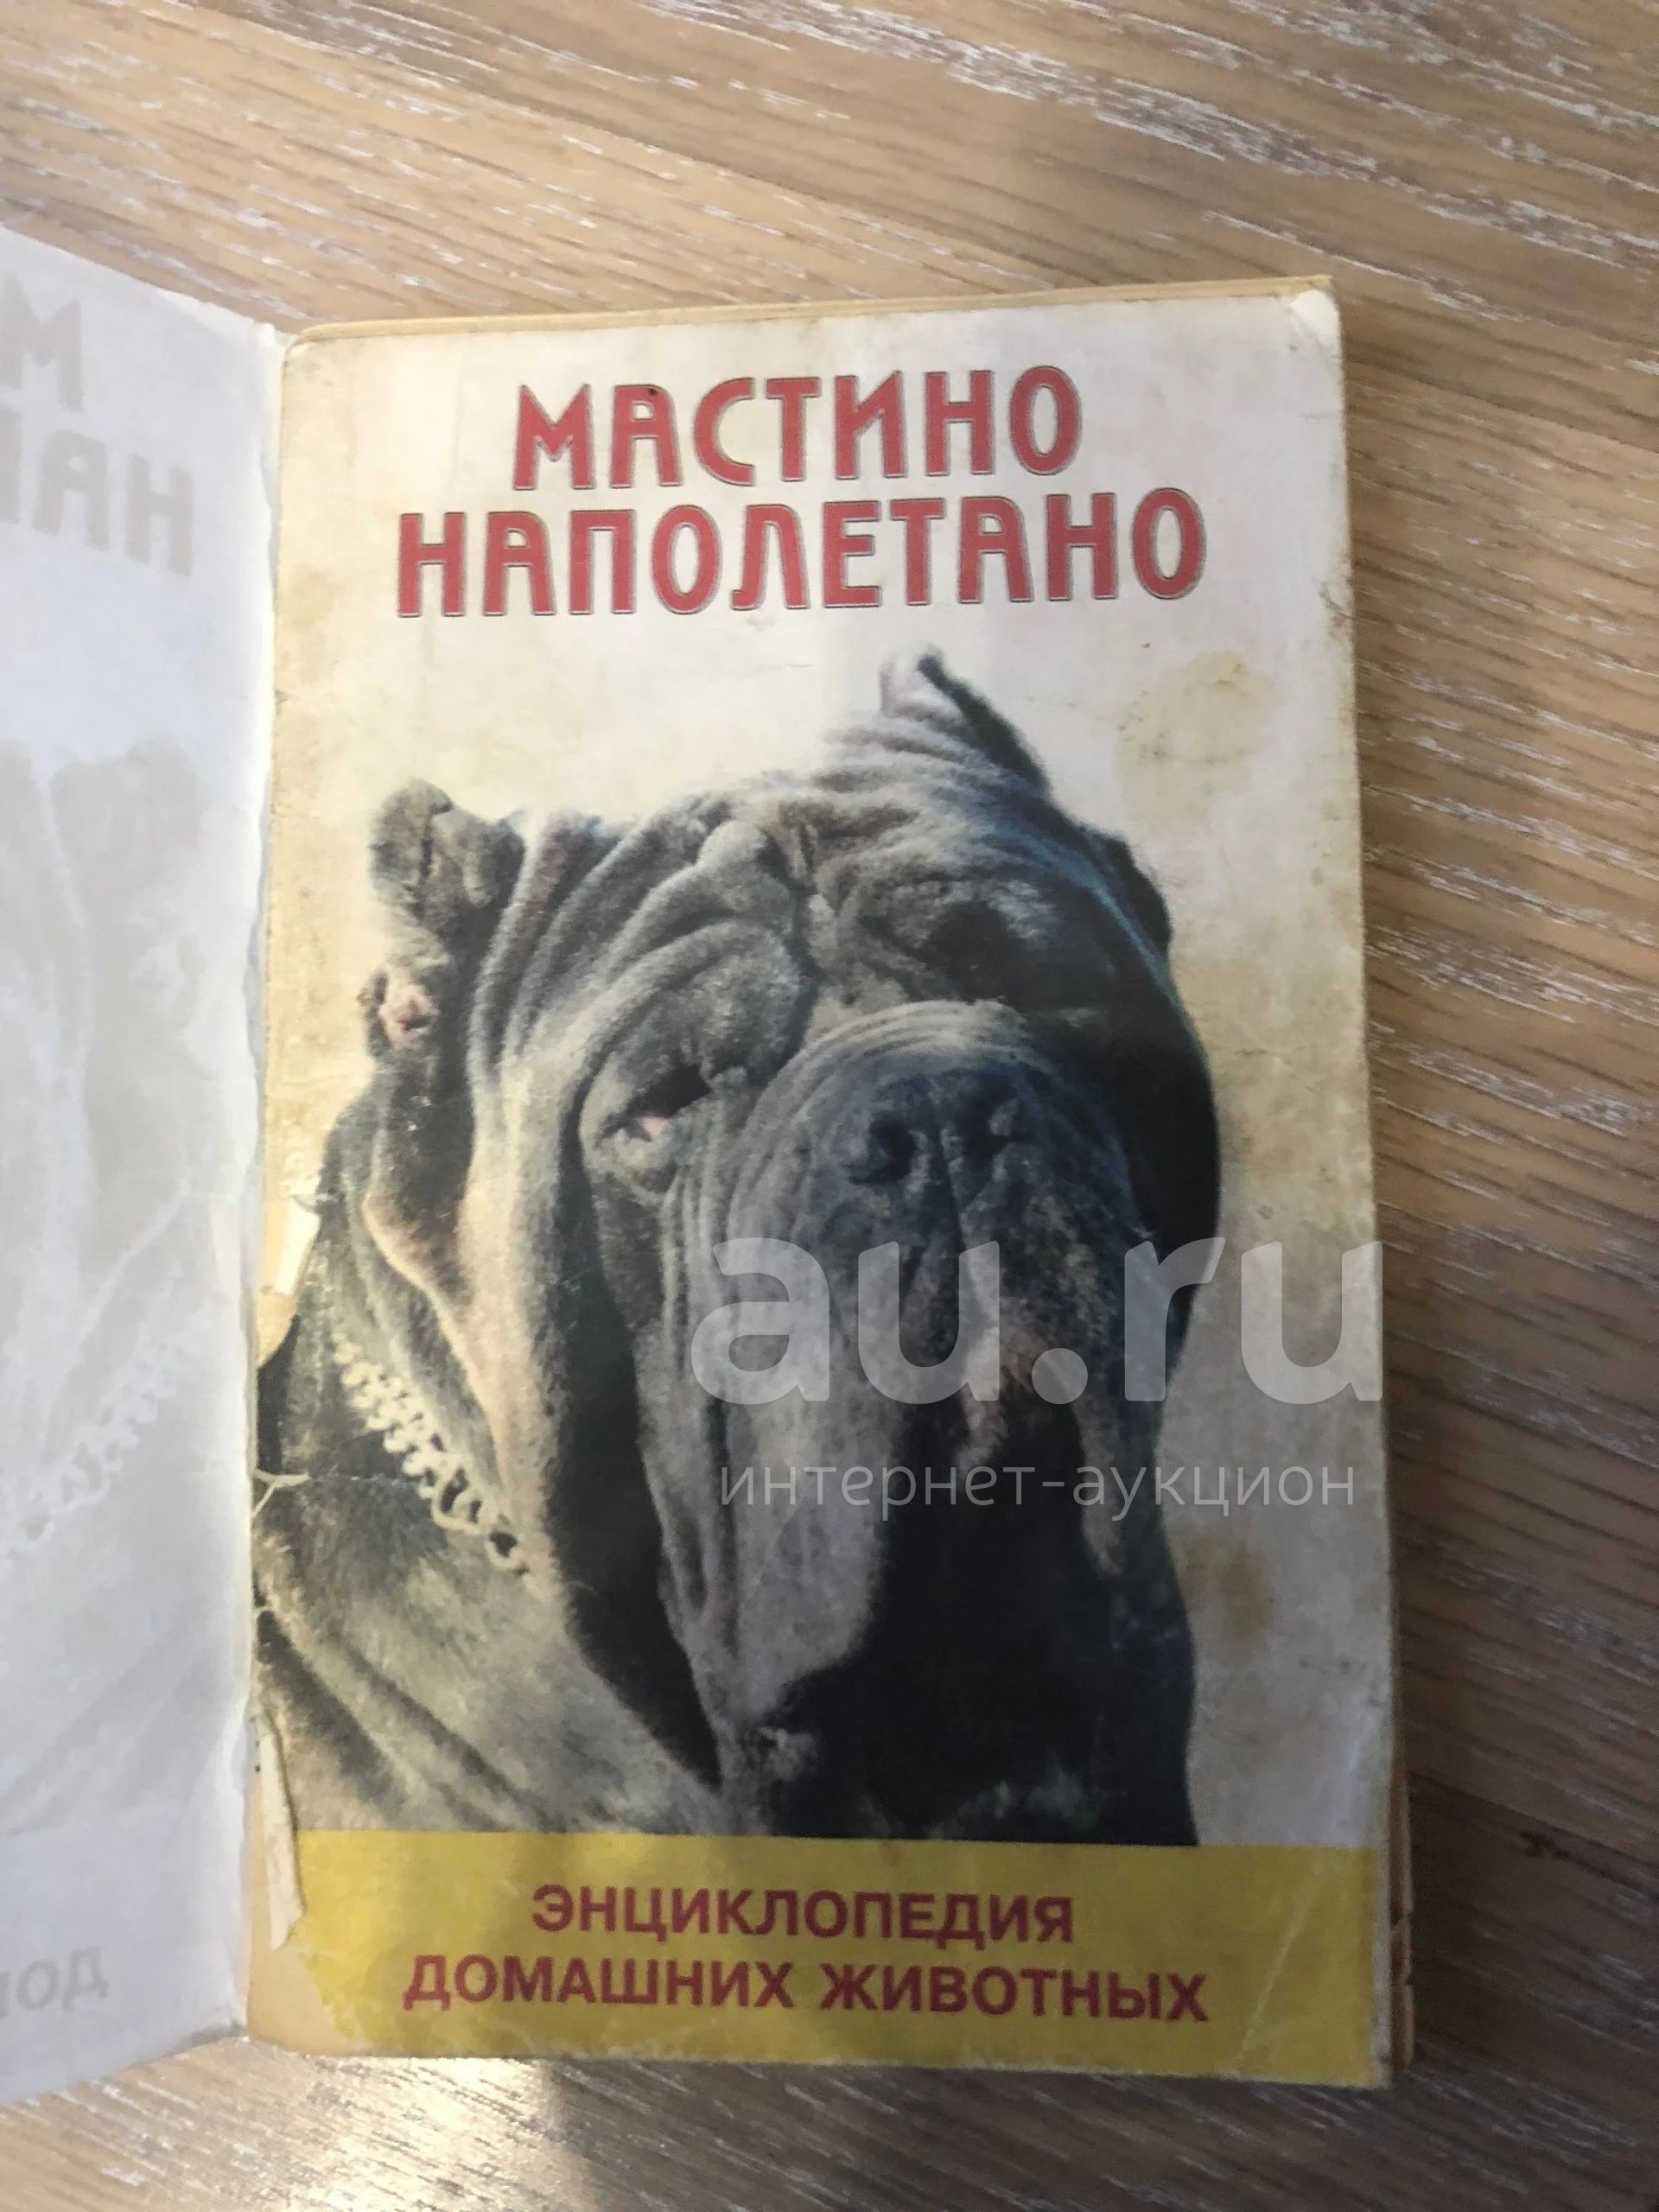 МАСТИНО
НАПОЛЕТАНО
au.ru
интернет-аукцион
ЭНЦИКЛОПЕДИЯ
ДОМАШНИХ ЖИВОТНЫХ